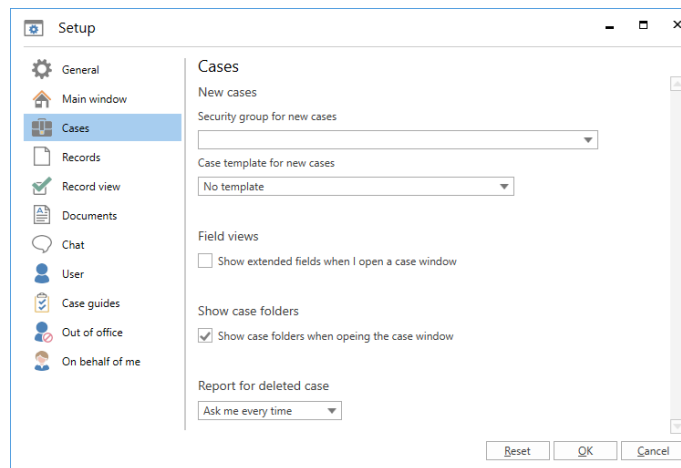 Setup
General
Main window
Cases
Records
Record view
Documents
Chat
User
Case guides
Out of office
On behalf of me
Cases
New cases
Security group for new cases
Case template for new cases
No template
Field views
Show extended fields when I open a case window
Show case folders
Show case folders when opeing the case window
Report for deleted case
Ask me every time
Reset OK Cancel